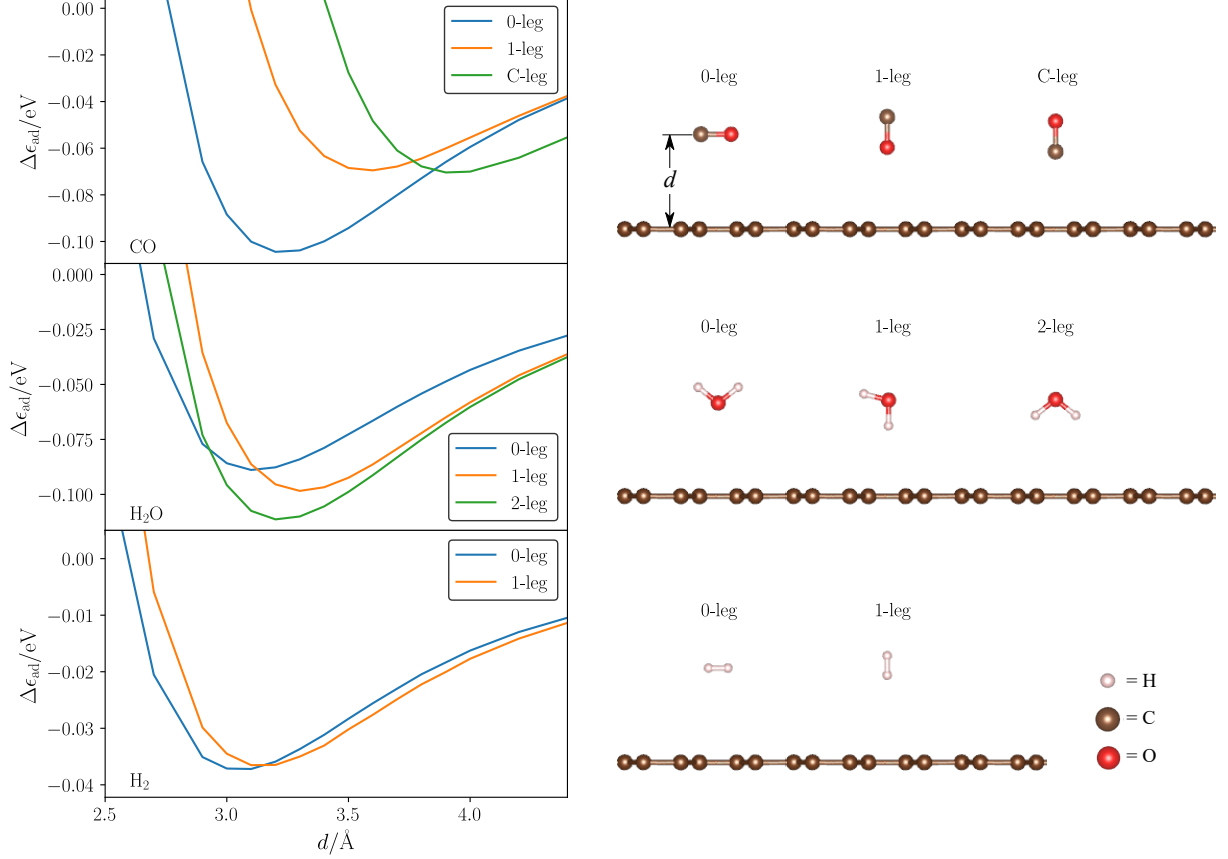 0.00
−0.02
−0.04
−0.06
−0.08
−0.10
Δϵad/eV
0-leg
1-leg
C-leg
CO
0.000
−0.025
−0.050
−0.075
−0.100
Δϵad/eV
0-leg
1-leg
2-leg
H₂O
0.00
−0.01
−0.02
−0.03
−0.04
Δϵad/eV
0-leg
1-leg
H₂
2.5 3.0 3.5 4.0
d/Å
0-leg 1-leg C-leg
d
0-leg 1-leg 2-leg
0-leg 1-leg
= H
= C
= O